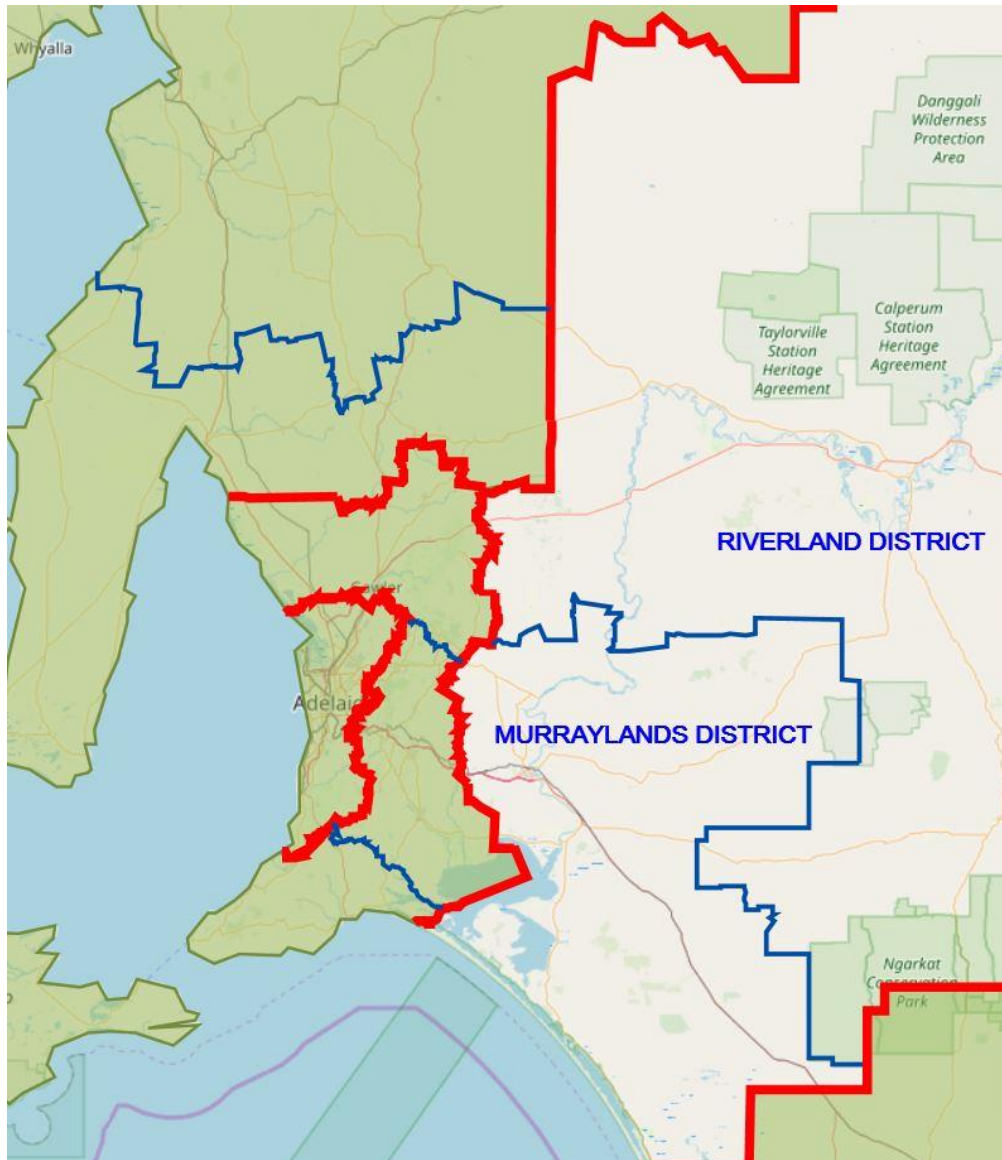 Whyalla
Danggali
Wilderness
Protection
Area
Calperum
Station
Heritage
Agreement
Taylorville
Station
Heritage
Agreement
RIVERLAND DISTRICT
Gawler
Adelaide
MURRAYLANDS DISTRICT
Ngarkat
Conservation
Park